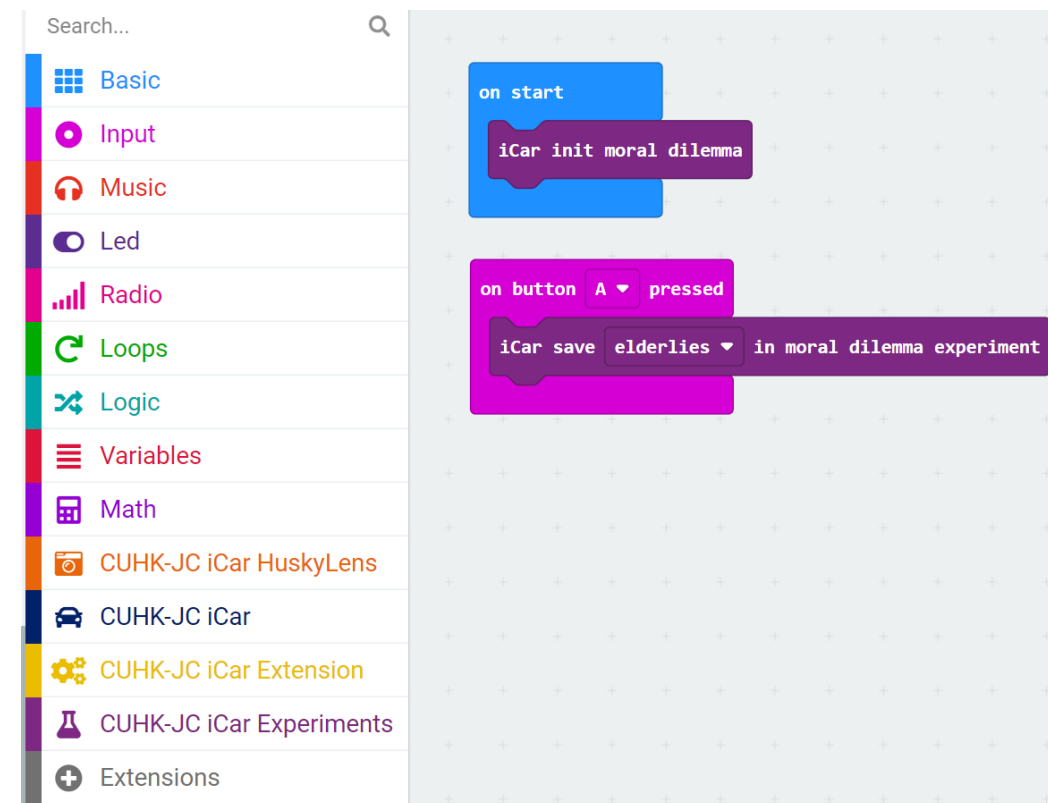 Search...
Basic
Input
Music
Led
Radio
Loops
Logic
Variables
Math
CUHK-JC iCar HuskyLens
CUHK-JC iCar
CUHK-JC iCar Extension
CUHK-JC iCar Experiments
Extensions
on start
iCar init moral dilemma
on button A pressed
iCar save elderlies in moral dilemma experiment